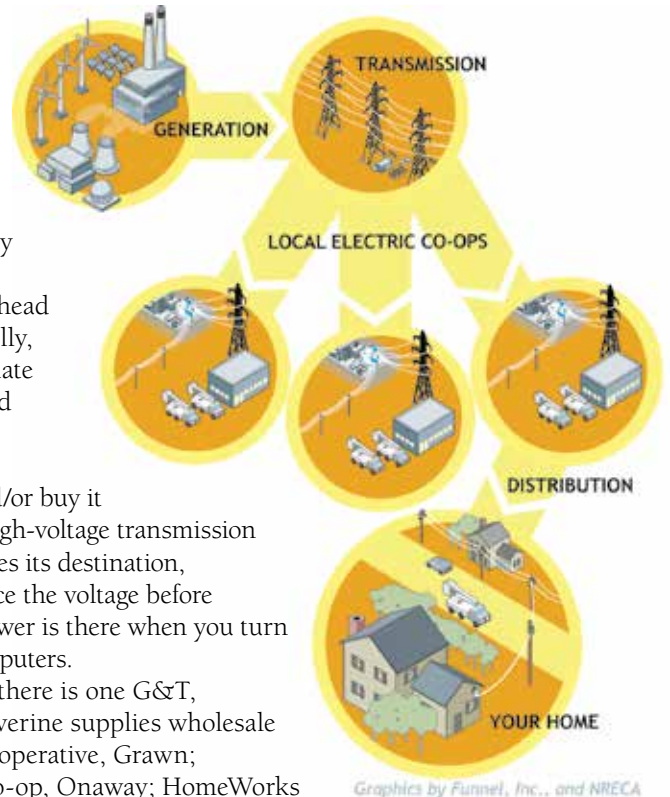 TRANSMISSION
GENERATION
LOCAL ELECTRIC CO-OPS
head
lly,
d
l/or buy it
gh-voltage transmission
es its destination,
ce the voltage before
wer is there when you turn
puters.
there is one G&T,
verine supplies wholesale
operative, Grawn;
o-op, Onaway; HomeWorks
DISTRIBUTION
YOUR HOME
Graphics by Funnel, Inc., and NRECA